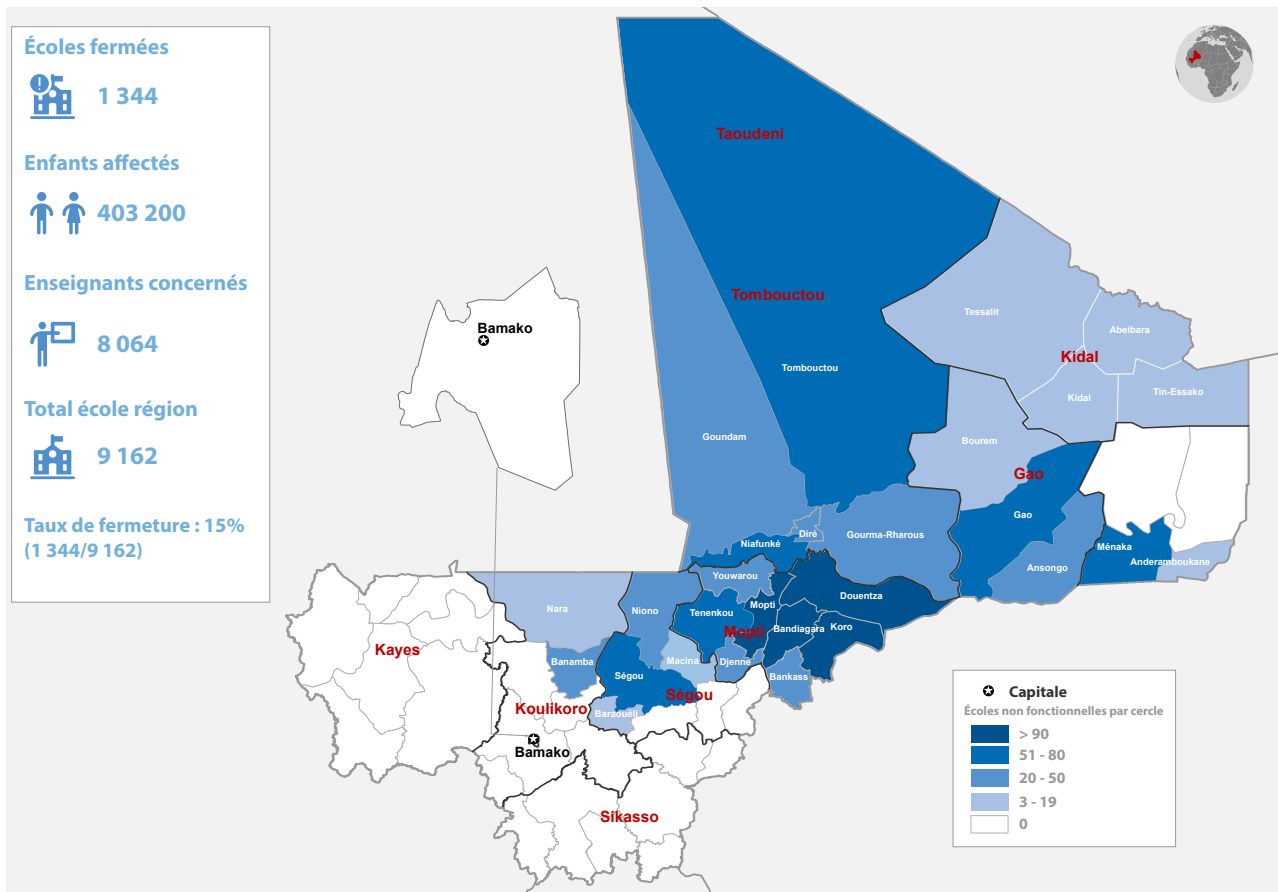 Écoles fermées
1 344
Enfants affectés
403 200
Enseignants concernés
8 064
Total école région
9 162
Taux de fermeture : 15%
(1 344/9 162)
Taoudeni
Tombouctou
Tombouctou
Goundam
Bamako
Tessalit
Abeibara
Kidal
Kidal
Tin-Essako
Bourem
Gao
Gao
Ansongo
Ménaka
Anderamboukane
Gourma-Rharous
Diré
Niafunké
Youwarou
Douentza
Mopti
Tenenkou
Mopti
Bandiagara
Koro
Djenné
Bankass
Nara
Niono
Banamba
Ségou
Macina
Ségou
Baraouéli
Kayes
Koulikoro
Bamako
Sikasso
Capitale
Écoles non fonctionnelles par cercle
> 90
51 - 80
20 - 50
3 - 19
0